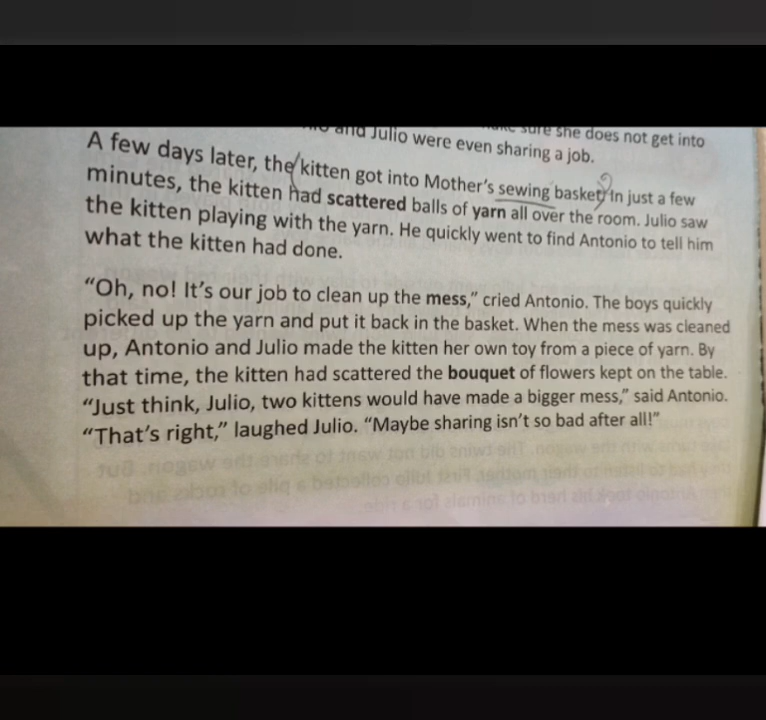 sure she does not get into
and Julio were even sharing a job.
A few days later, the kitten got into Mother's sewing basket. In just a few
minutes, the kitten had scattered balls of yarn all over the room. Julio saw
the kitten playing with the yarn. He quickly went to find Antonio to tell him
what the kitten had done.
"Oh, no! It's our job to clean up the mess," cried Antonio. The boys quickly
picked up the yarn and put it back in the basket. When the mess was cleaned
up, Antonio and Julio made the kitten her own toy from a piece of yarn. By
that time, the kitten had scattered the bouquet of flowers kept on the table.
"Just think, Julio, two kittens would have made a bigger mess," said Antonio.
"That's right," laughed Julio. "Maybe sharing isn't so bad after all!"